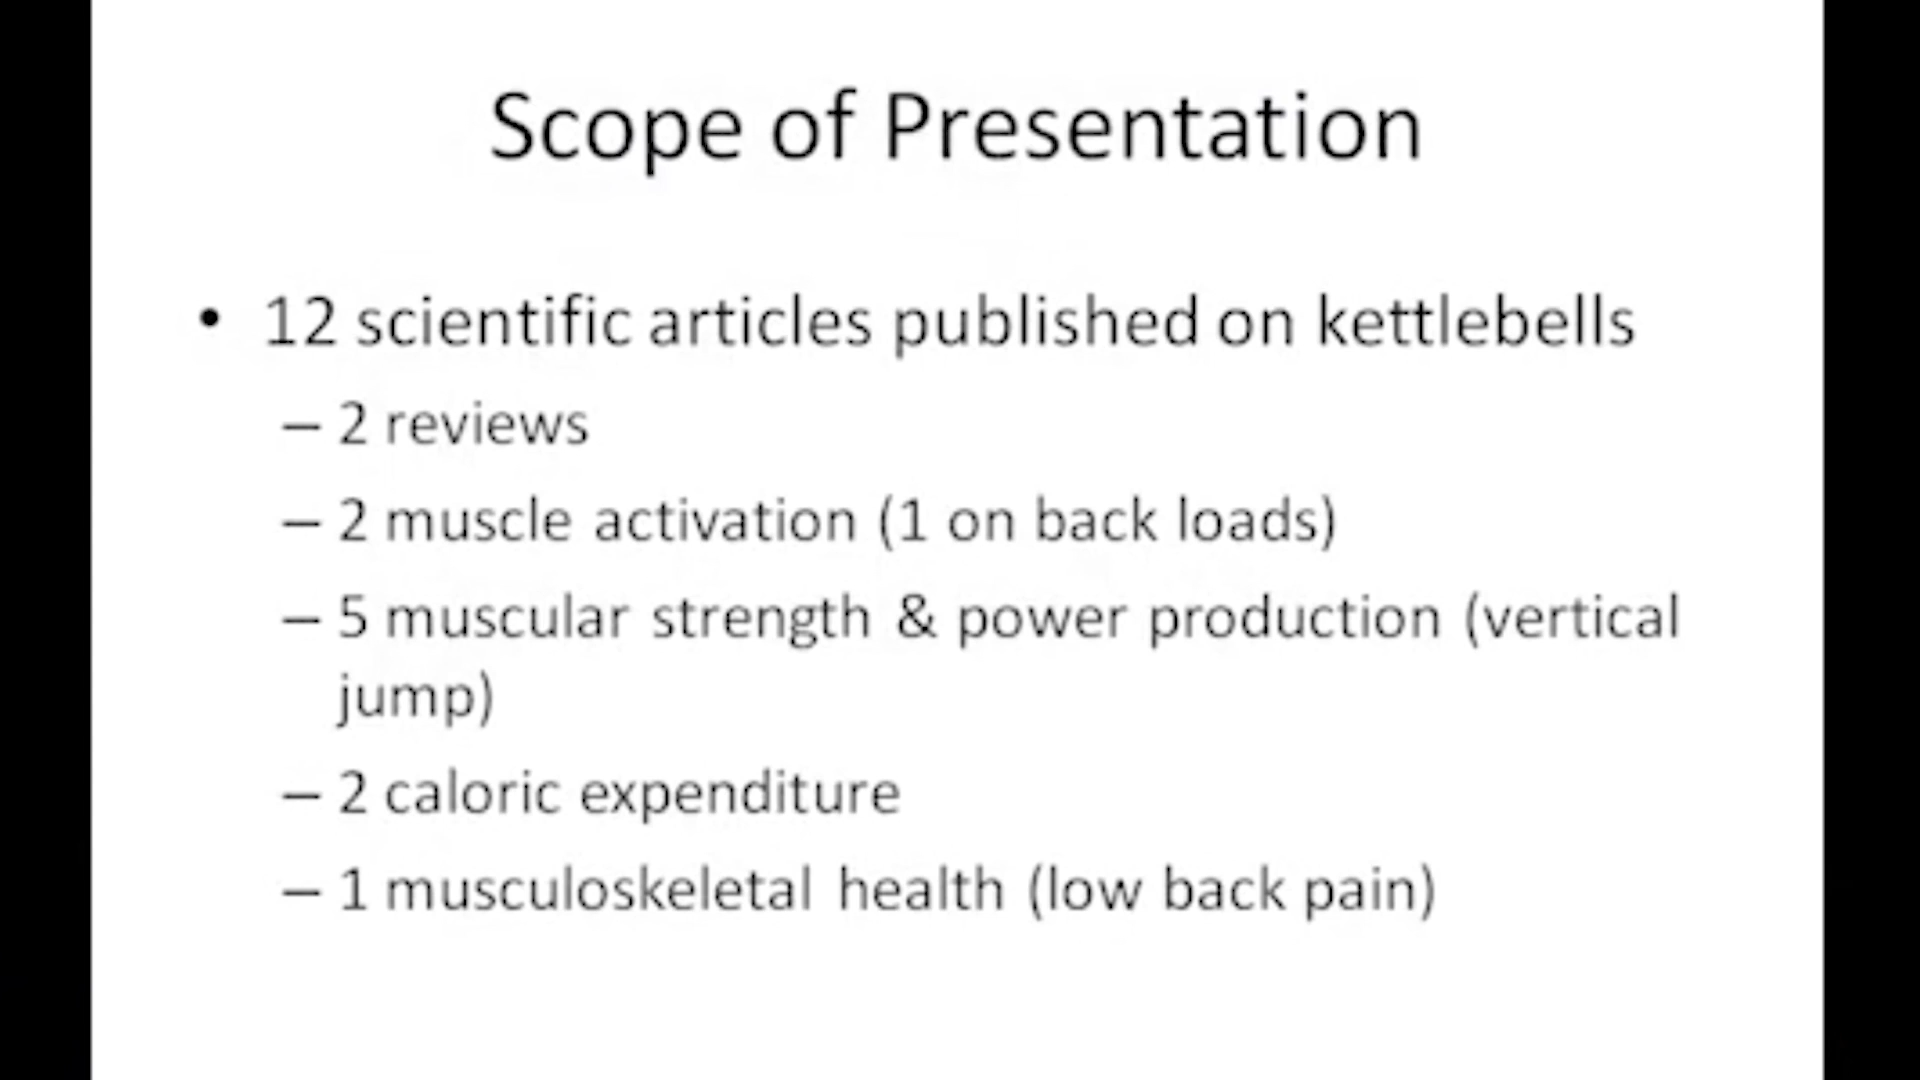 Scope of Presentation
• 12 scientific articles published on kettlebells
– 2 reviews
– 2 muscle activation (1 on back loads)
– 5 muscular strength & power production (vertical
jump)
– 2 caloric expenditure
– 1 musculoskeletal health (low back pain)